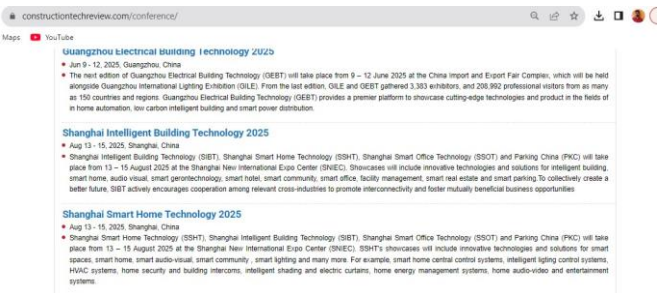 constructiontechreview.com/conference/
Maps YouTube
Guangzhou Electrical Building Technology 2025
Jun 9 - 12, 2025, Guangzhou, China
The next edition of Guangzhou Electrical Building Technology (GEBT) will take place from 9 – 12 June 2025 at the China Import and Export Fair Complex, which will be held
alongside Guangzhou International Lighting Exhibition (GILE). From the last edition, GILE and GEBT gathered 3,383 exhibitors, and 208,992 professional visitors from as many
as 150 countries and regions. Guangzhou Electrical Building Technology (GEBT) provides a premier platform to showcase cutting-edge technologies and product in the fields of
in home automation, low carbon intelligent building and smart power distribution.
Shanghai Intelligent Building Technology 2025
Aug 13 - 15, 2025, Shanghai, China
Shanghai Intelligent Building Technology (SIBT), Shanghai Smart Home Technology (SSHT), Shanghai Smart Office Technology (SSOT) and Parking China (PKC) will take
place from 13 – 15 August 2025 at the Shanghai New International Expo Center (SNIEC). Showcases will include innovative technologies and solutions for intelligent building,
smart home, audio visual, smart gerontechnology, smart hotel, smart community, smart office, facility management, smart real estate and smart parking.To collectively create a
better future, SIBT actively encourages cooperation among relevant cross-industries to promote interconnectivity and foster mutually beneficial business opportunities
Shanghai Smart Home Technology 2025
Aug 13 - 15, 2025, Shanghai, China
Shanghai Smart Home Technology (SSHT), Shanghai Intelligent Building Technology (SIBT), Shanghai Smart Office Technology (SSOT) and Parking China (PKC) will take
place from 13 – 15 August 2025 at the Shanghai New International Expo Center (SNIEC). SSHT's showcases will include innovative technologies and solutions for smart
spaces, smart home, smart audio-visual, smart community , smart lighting and many more. For example, smart home central control systems, intelligent ligting control systems,
HVAC systems, home security and building intercoms, intelligent shading and electric curtains, home energy management systems, home audio-video and entertainment
systems.